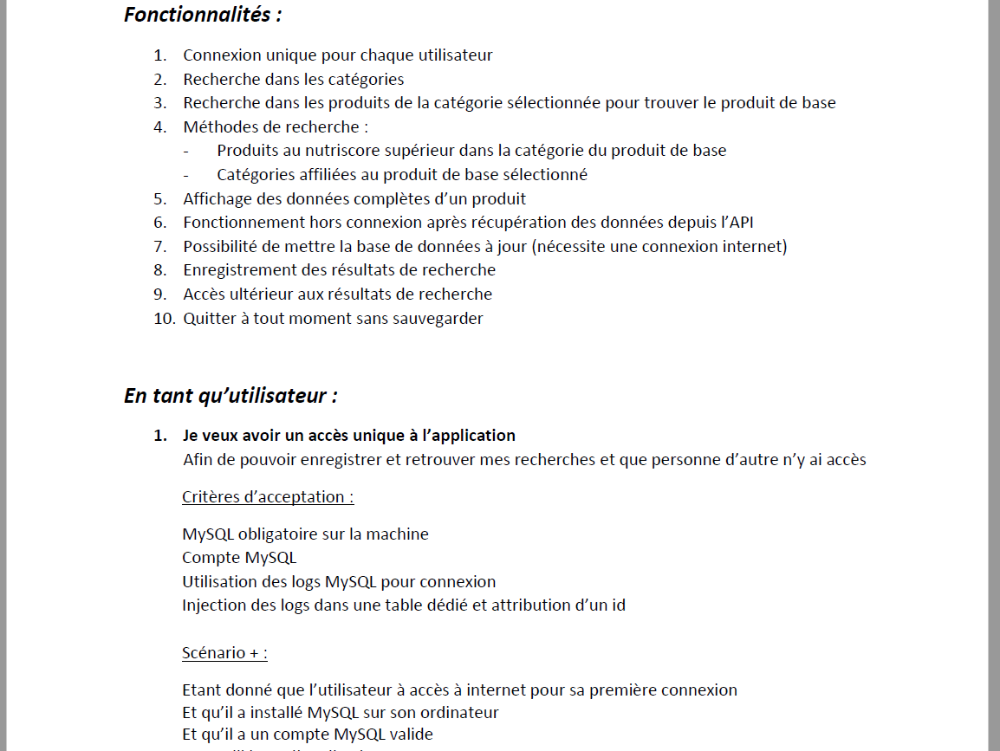 Fonctionnalités :
1. Connexion unique pour chaque utilisateur
2. Recherche dans les catégories
3. Recherche dans les produits de la catégorie sélectionnée pour trouver le produit de base
4. Méthodes de recherche :
- Produits au nutriscore supérieur dans la catégorie du produit de base
- Catégories affiliées au produit de base sélectionné
5. Affichage des données complètes d’un produit
6. Fonctionnement hors connexion après récupération des données depuis l’API
7. Possibilité de mettre la base de données à jour (nécessite une connexion internet)
8. Enregistrement des résultats de recherche
9. Accès ultérieur aux résultats de recherche
10. Quitter à tout moment sans sauvegarder
En tant qu’utilisateur :
1. Je veux avoir un accès unique à l’application
Afin de pouvoir enregistrer et retrouver mes recherches et que personne d’autre n’y ai accès
Critères d’acceptation :
MySQL obligatoire sur la machine
Compte MySQL
Utilisation des logs MySQL pour connexion
Injection des logs dans une table dédié et attribution d’un id
Scénario + :
Etant donné que l’utilisateur à accès à internet pour sa première connexion
Et qu’il a installé MySQL sur son ordinateur
Et qu’il a un compte MySQL valide